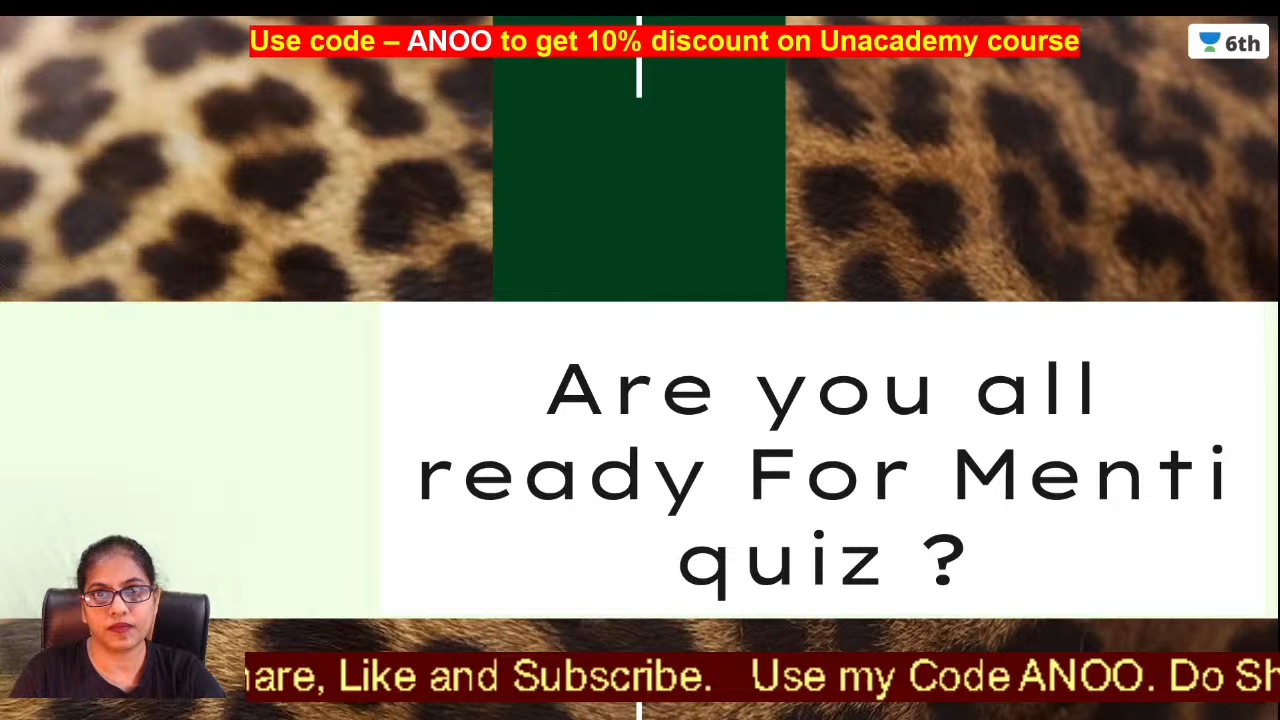 Use code – ANOO to get 10% discount on Unacademy course
6th
Are you all
ready For Menti
quiz ?
are, Like and Subscribe. Use my Code ANOO. Do Sh